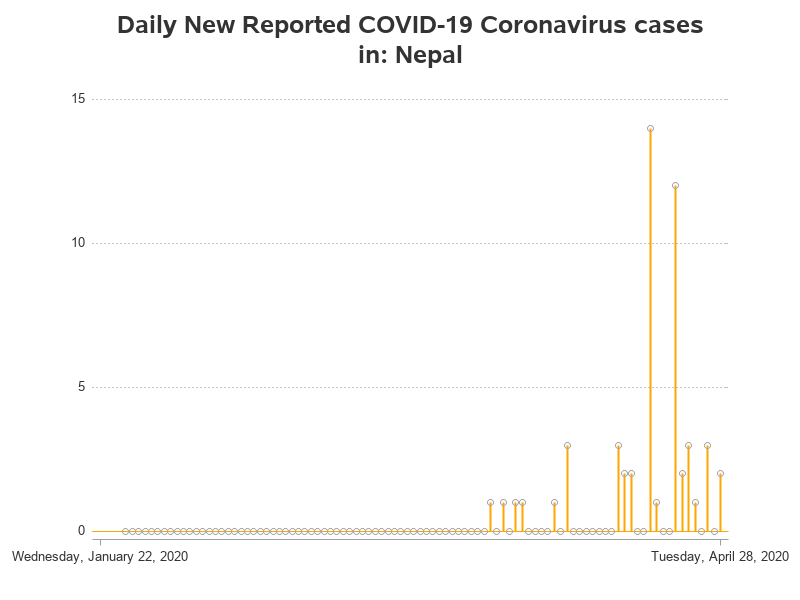 Daily New Reported COVID-19 Coronavirus cases
in: Nepal
15
10
5
0
Wednesday, January 22, 2020
Tuesday, April 28, 2020